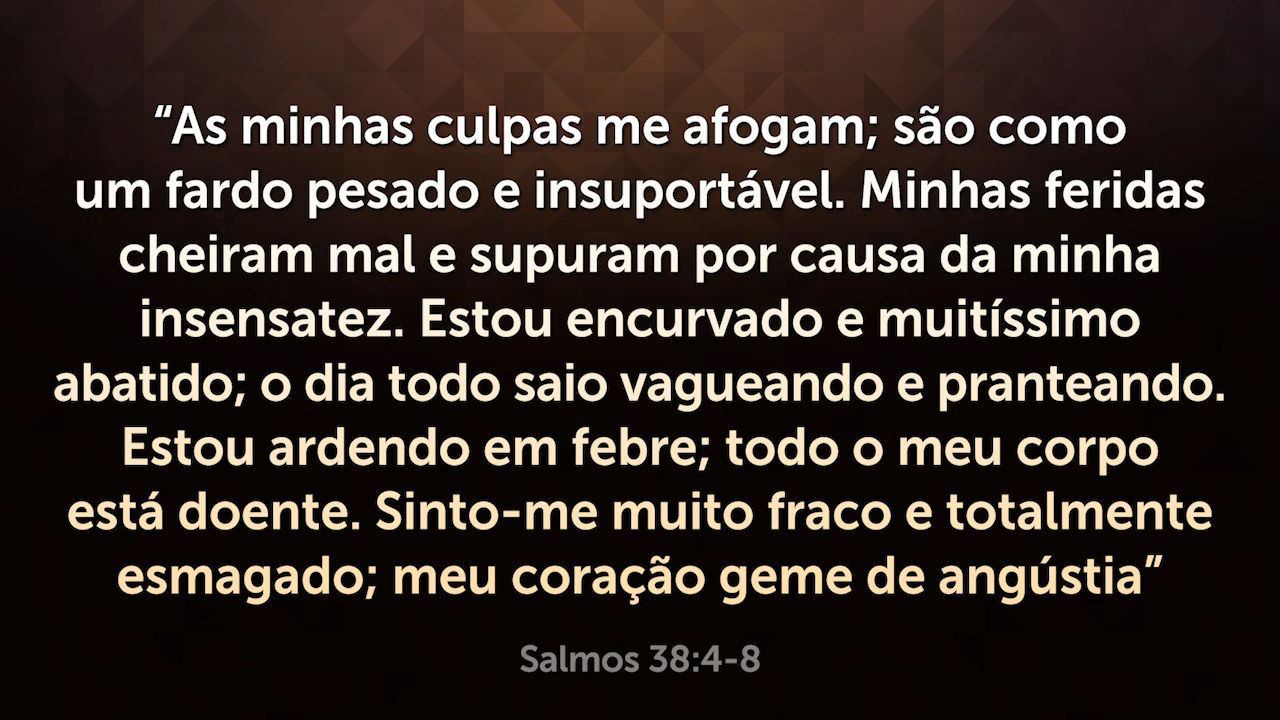 “As minhas culpas me afogam; são como
um fardo pesado e insuportável. Minhas feridas
cheiram mal e supuram por causa da minha
insensatez. Estou encurvado e muitíssimo
abatido; o dia todo saio vagueando e pranteando.
Estou ardendo em febre; todo o meu corpo
está doente. Sinto-me muito fraco e totalmente
esmagado; meu coração geme de angústia”
Salmos 38:4-8